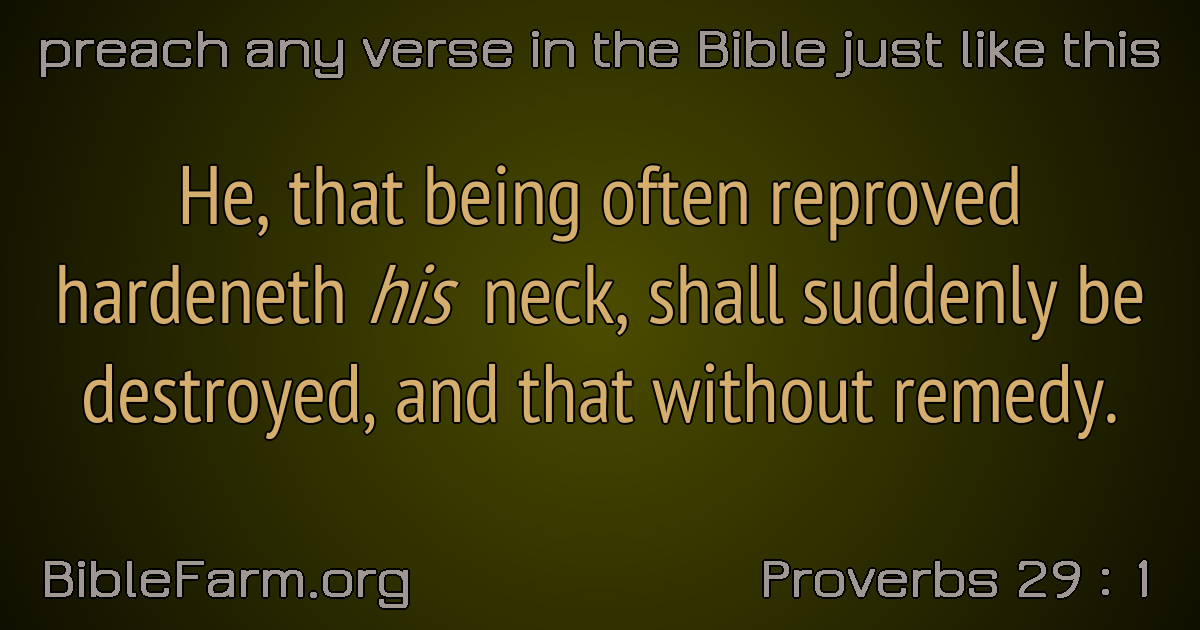 preach any verse in the Bible just like this
He, that being often reproved
hardeneth his neck, shall suddenly be
destroyed, and that without remedy.
BibleFarm.org
Proverbs 29 : 1